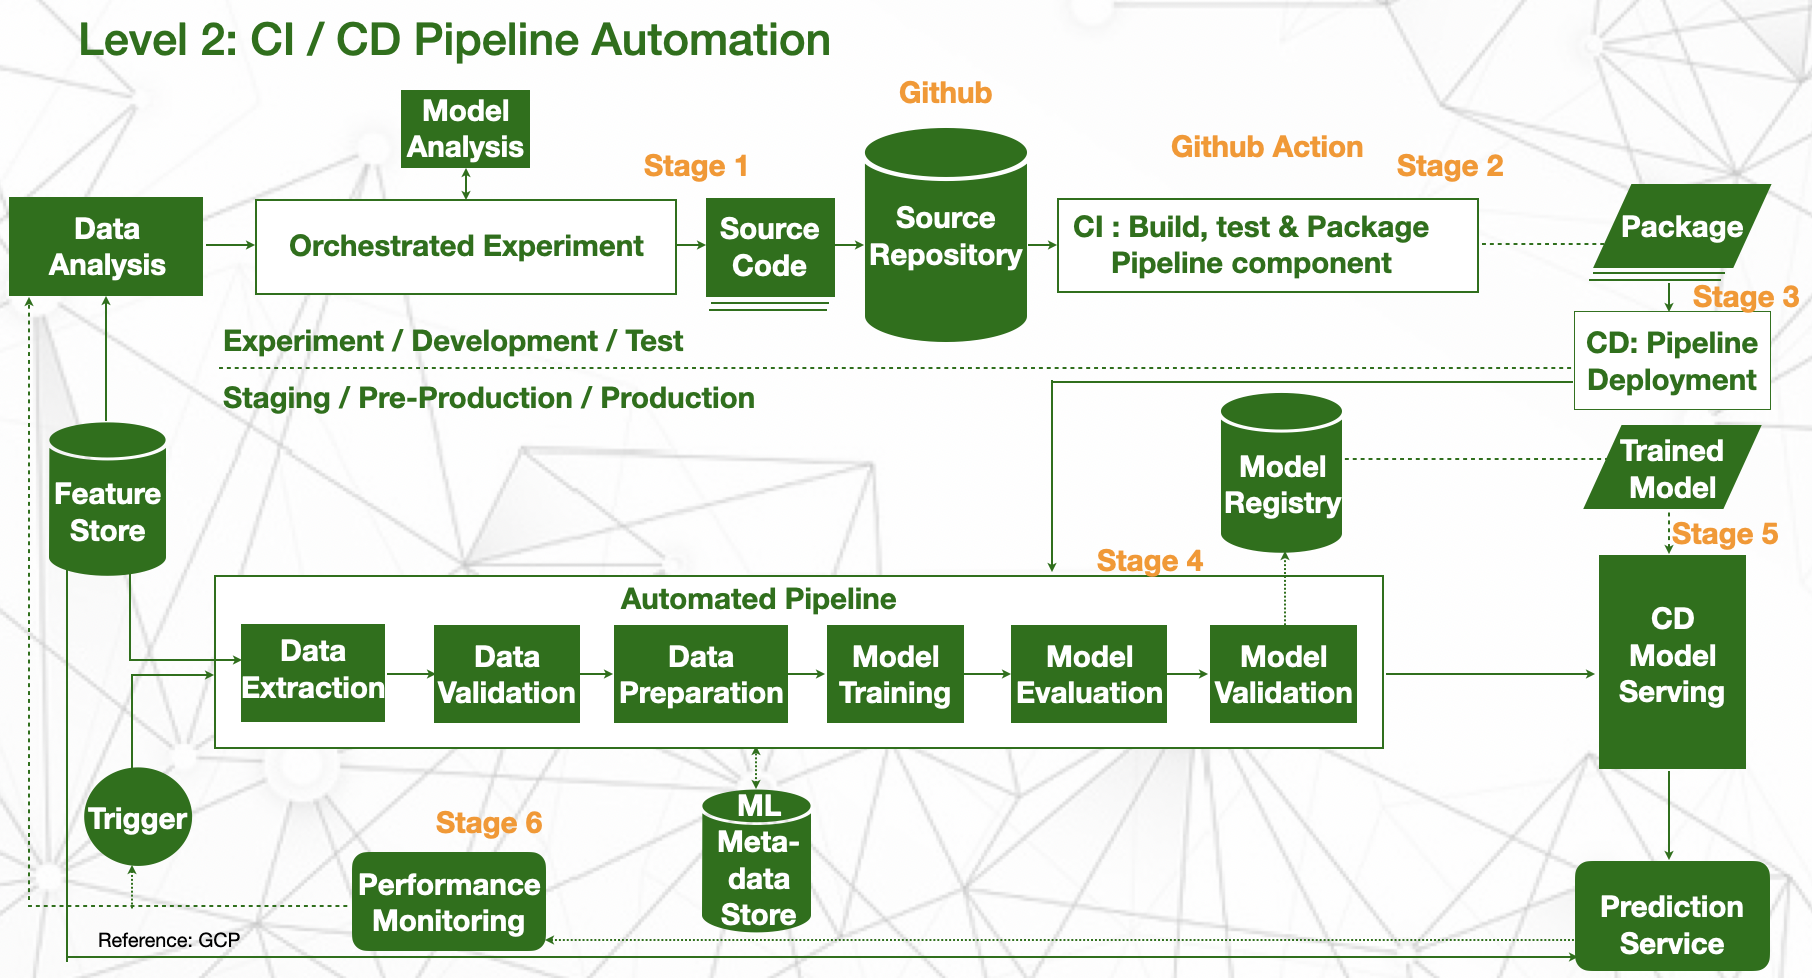 Level 2: CI / CD Pipeline Automation
Github
Model
Analysis
Github Action
Stage 1
Stage 2
Data
Analysis
Orchestrated Experiment
Source
Code
Source
Repository
CI : Build, test & Package
Pipeline component
Package
Stage 3
Experiment / Development / Test
CD: Pipeline
Deployment
Staging / Pre-Production / Production
Feature
Store
Model
Registry
Trained
Model
Stage 5
Stage 4
Automated Pipeline
Data
Extraction
Data
Validation
Data
Preparation
Model
Training
Model
Evaluation
Model
Validation
CD
Model
Serving
Trigger
Stage 6
ML
Meta-
data
Store
Performance
Monitoring
Prediction
Service
Reference: GCP